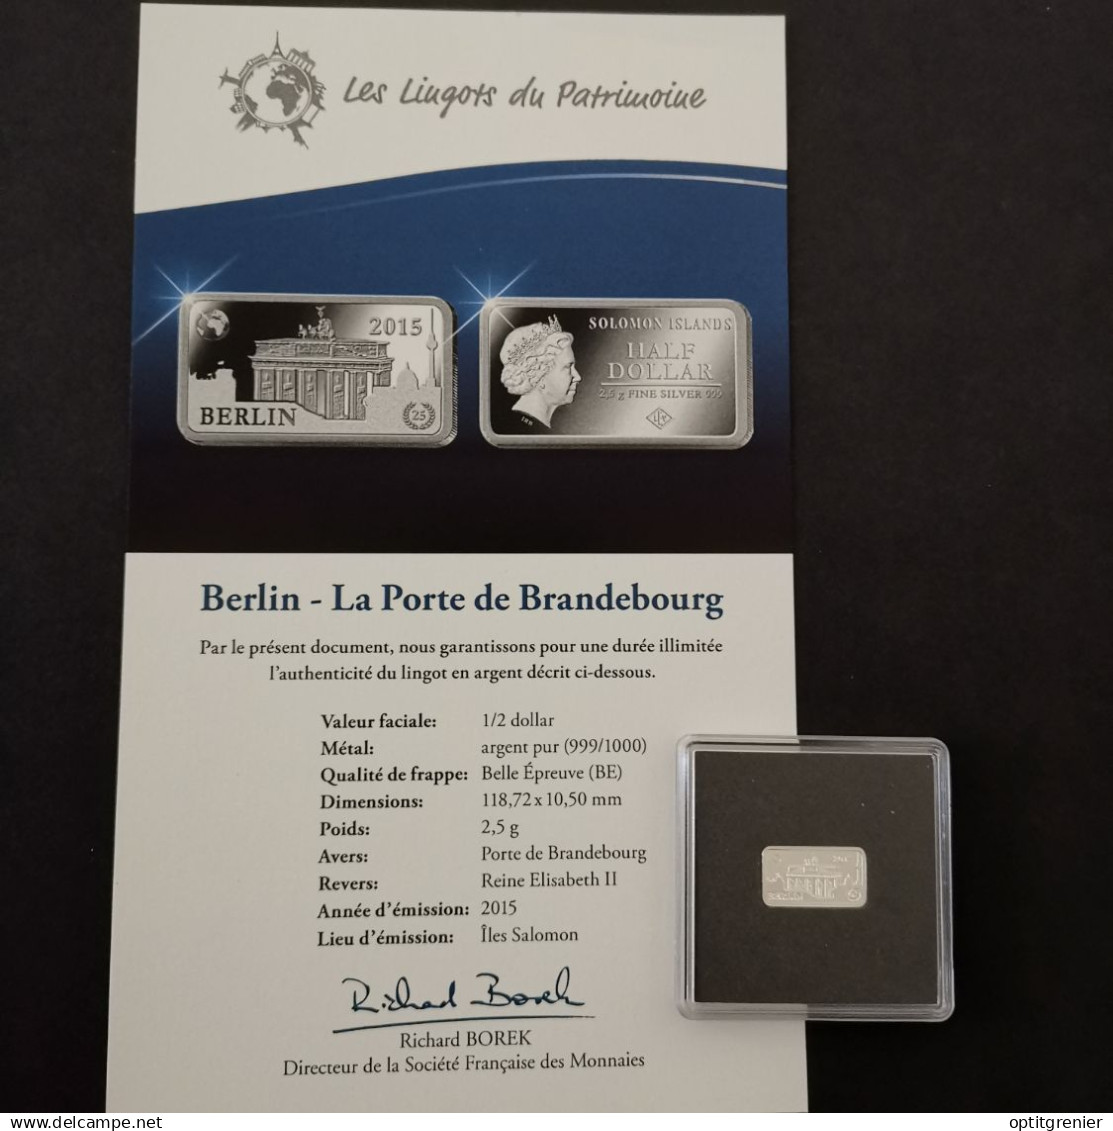 Les Lingots du Patrimoine
2015
BERLIN
25
SOLOMON ISLANDS
HALF
DOLLAR
2,5 g FINE SILVER 999
IRB
Berlin - La Porte de Brandebourg
Par le présent document, nous garantissons pour une durée illimitée
l'authenticité du lingot en argent décrit ci-dessous.
Valeur faciale: 1/2 dollar
Métal: argent pur (999/1000)
Qualité de frappe: Belle Épreuve (BE)
Dimensions: 118,72 x 10,50 mm
Poids: 2,5 g
Avers: Porte de Brandebourg
Revers: Reine Elisabeth II
Année d'émission: 2015
Lieu d'émission: Îles Salomon
Richard Borek
Richard BOREK
Directeur de la Société Française des Monnaies
www.delcampe.net
optitgrenier